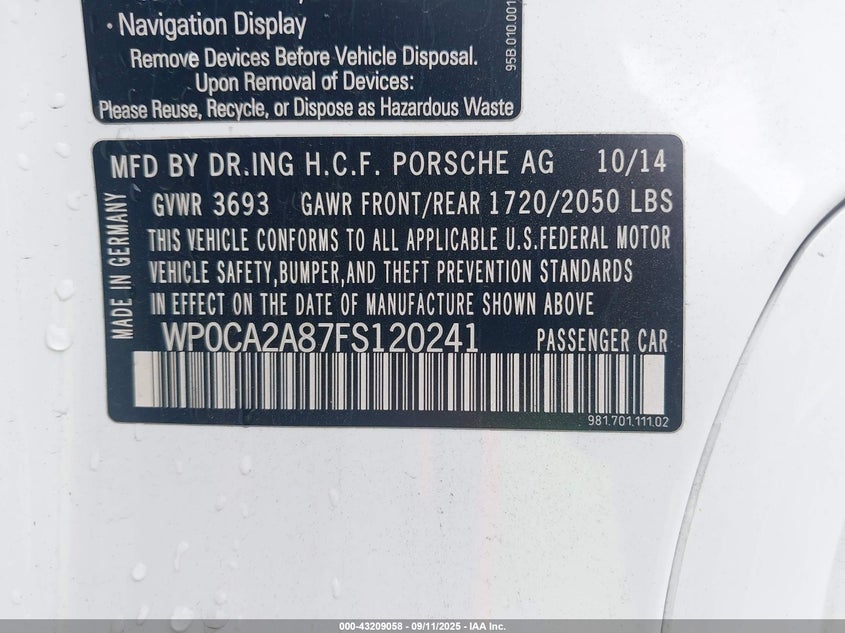 · Navigation Display
Remove Devices Before Vehicle Disposal.
Upon Removal of Devices:
Please Reuse, Recycle, or Dispose as Hazardous Waste
95B.010.001
MFD BY DR.ING H.C.F. PORSCHE AG 10/14
GVWR 3693 GAWR FRONT/REAR 1720/2050 LBS
THIS VEHICLE CONFORMS TO ALL APPLICABLE U.S.FEDERAL MOTOR
VEHICLE SAFETY,BUMPER,AND THEFT PREVENTION STANDARDS
IN EFFECT ON THE DATE OF MANUFACTURE SHOWN ABOVE
MADE IN GERMANY
WP0CA2A87FS120241 PASSENGER CAR
981.701.111.02
000-43209058 - 09/11/2025 - IAA Inc.